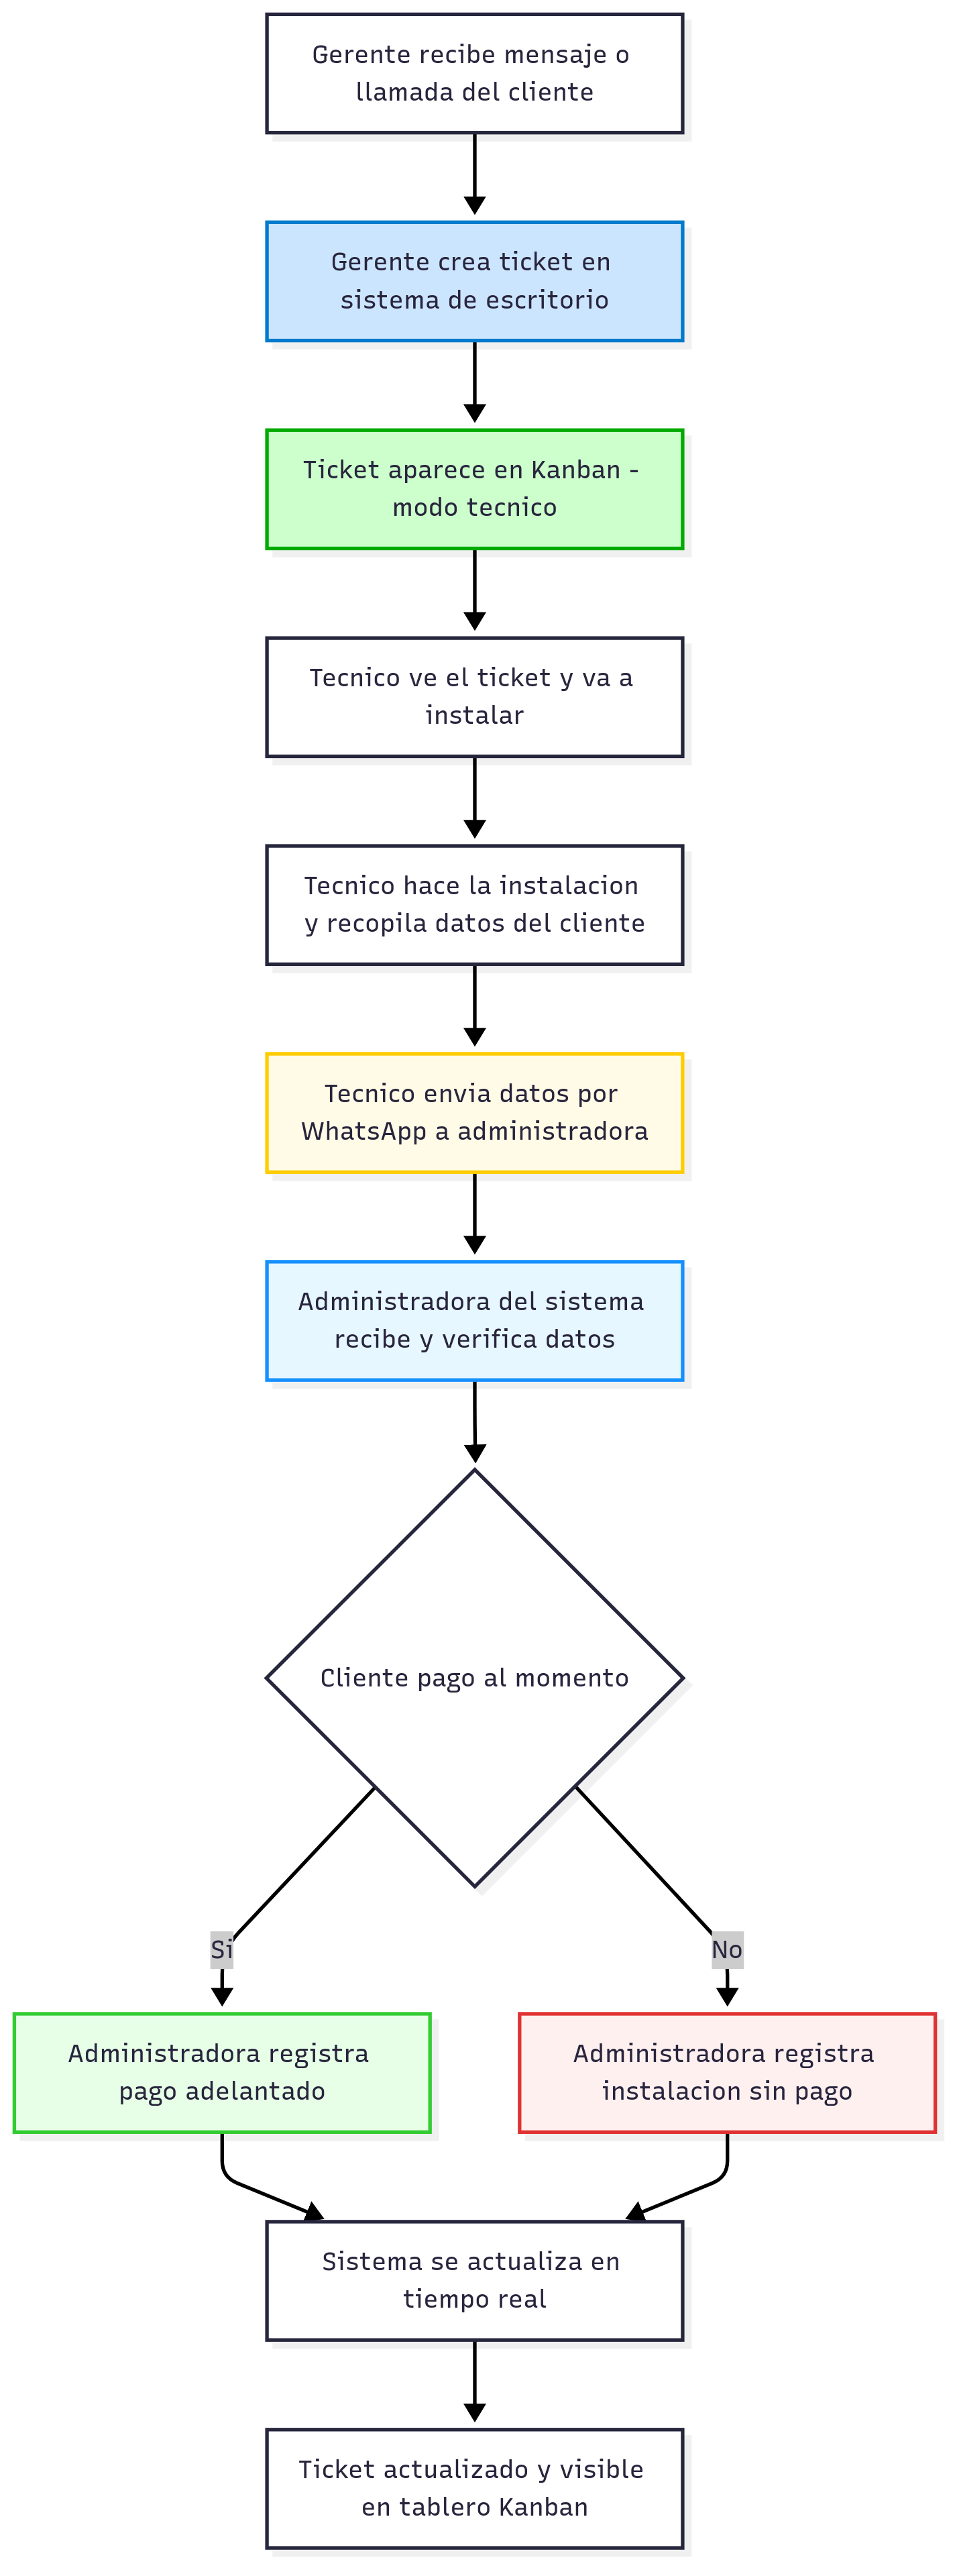 Gerente recibe mensaje o
llamada del cliente
Gerente crea ticket en
sistema de escritorio
Ticket aparece en Kanban -
modo tecnico
Tecnico ve el ticket y va a
instalar
Tecnico hace la instalacion
y recopila datos del cliente
Tecnico envia datos por
WhatsApp a administradora
Administradora del sistema
recibe y verifica datos
Cliente pago al momento
Si
No
Administradora registra
pago adelantado
Administradora registra
instalacion sin pago
Sistema se actualiza en
tiempo real
Ticket actualizado y visible
en tablero Kanban